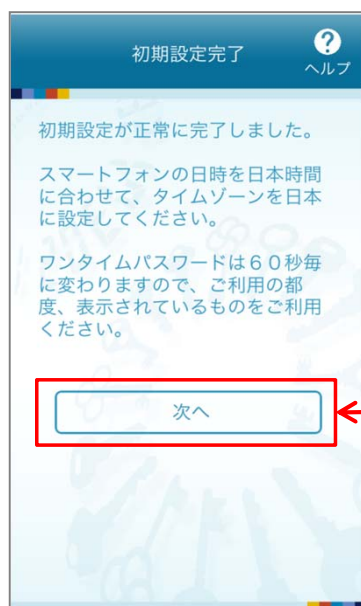 初期設定完了
?
ヘルプ
初期設定が正常に完了しました。
スマートフォンの日時を日本時間
に合わせて、タイムゾーンを日本
に設定してください。
ワンタイムパスワードは６０秒毎
に変わりますので、ご利用の都
度、表示されているものをご利用
ください。
次へ